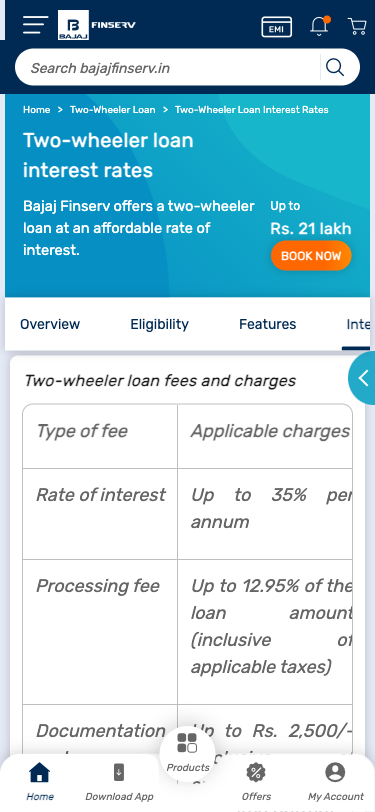 B
BAJAJ
FINSERV
EMI
Search bajajfinserv.in
Home > Two-Wheeler Loan > Two-Wheeler Loan Interest Rates
Two-wheeler loan
interest rates
Bajaj Finserv offers a two-wheeler
loan at an affordable rate of
interest.
Up to
Rs. 21 lakh
BOOK NOW
Overview Eligibility Features Inte
Two-wheeler loan fees and charges
Type of fee Applicable charges
Rate of interest Up to 35% per
annum
Processing fee Up to 12.95% of the
loan amount
(inclusive of
applicable taxes)
Documentation Up to Rs. 2,500/-
Products
Home Download App Offers My Account